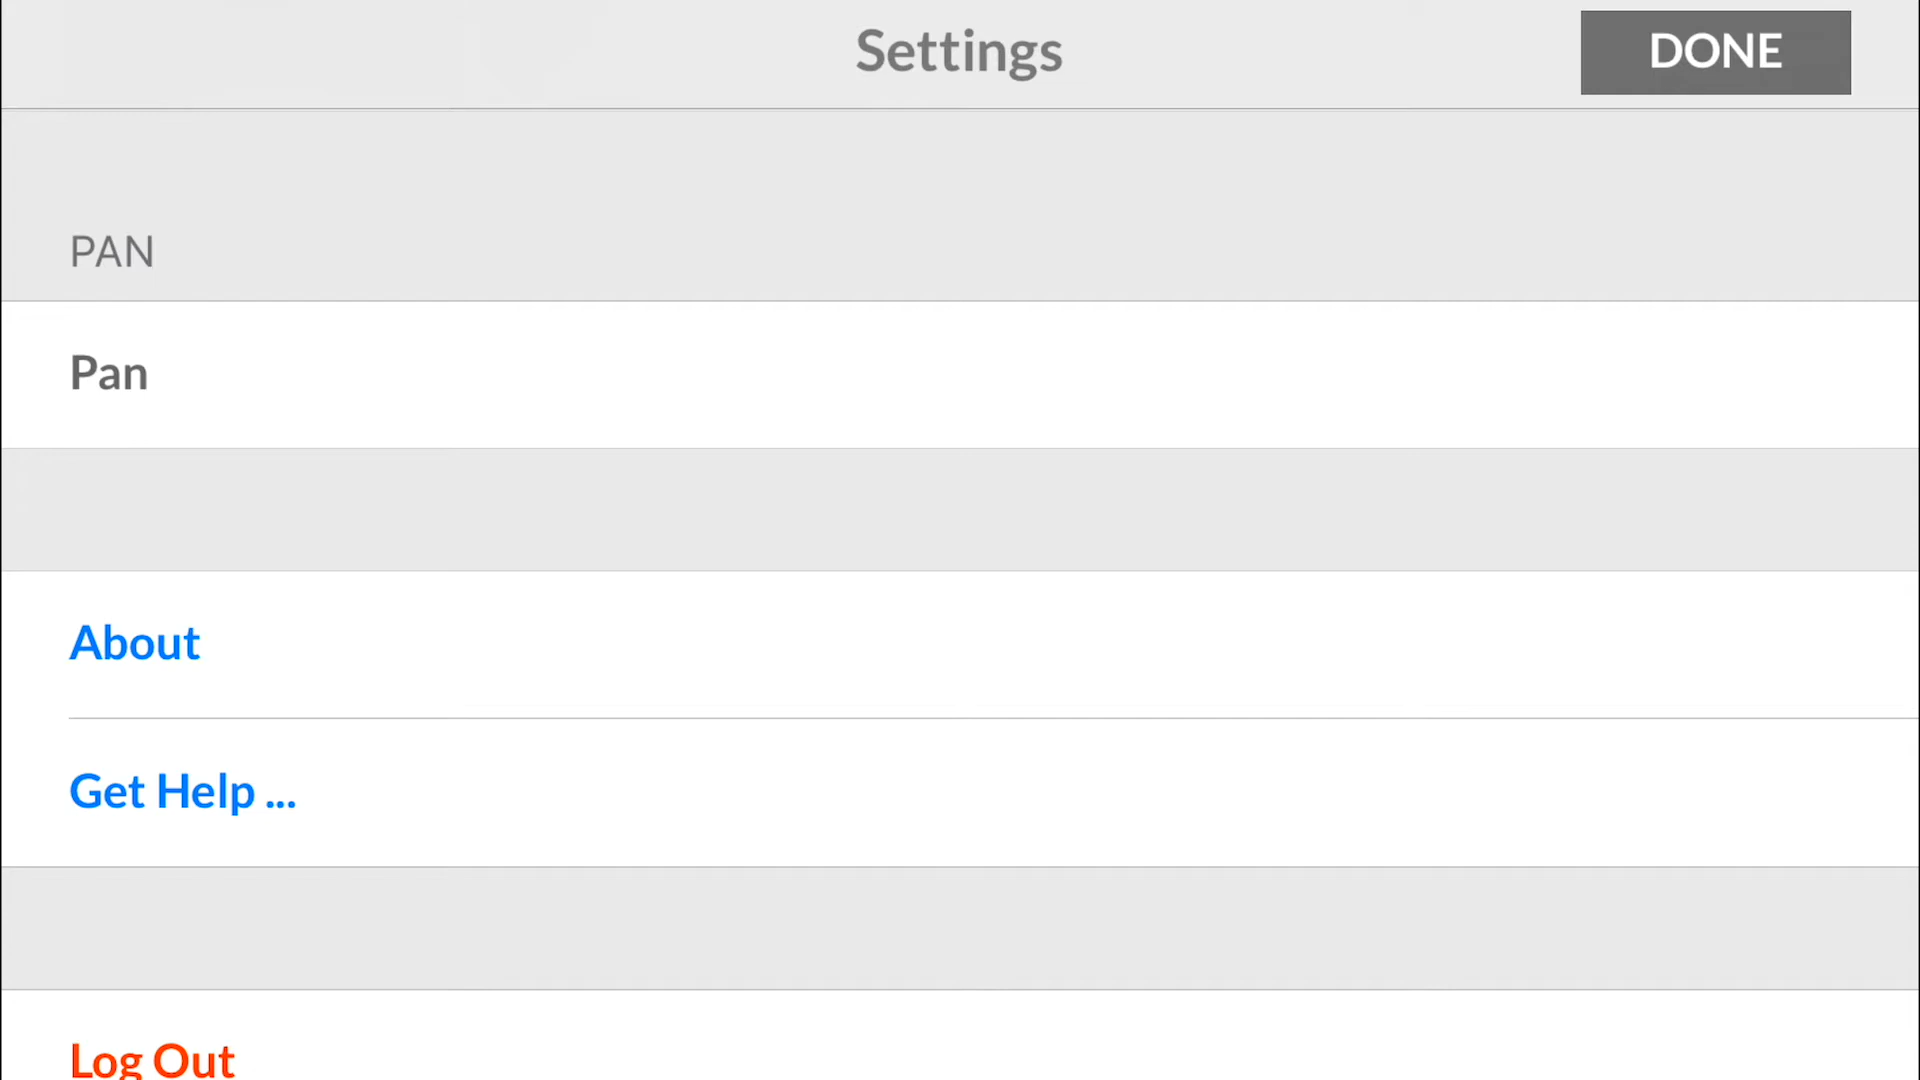 Settings
DONE
PAN
Pan
About
Get Help ...
Log Out